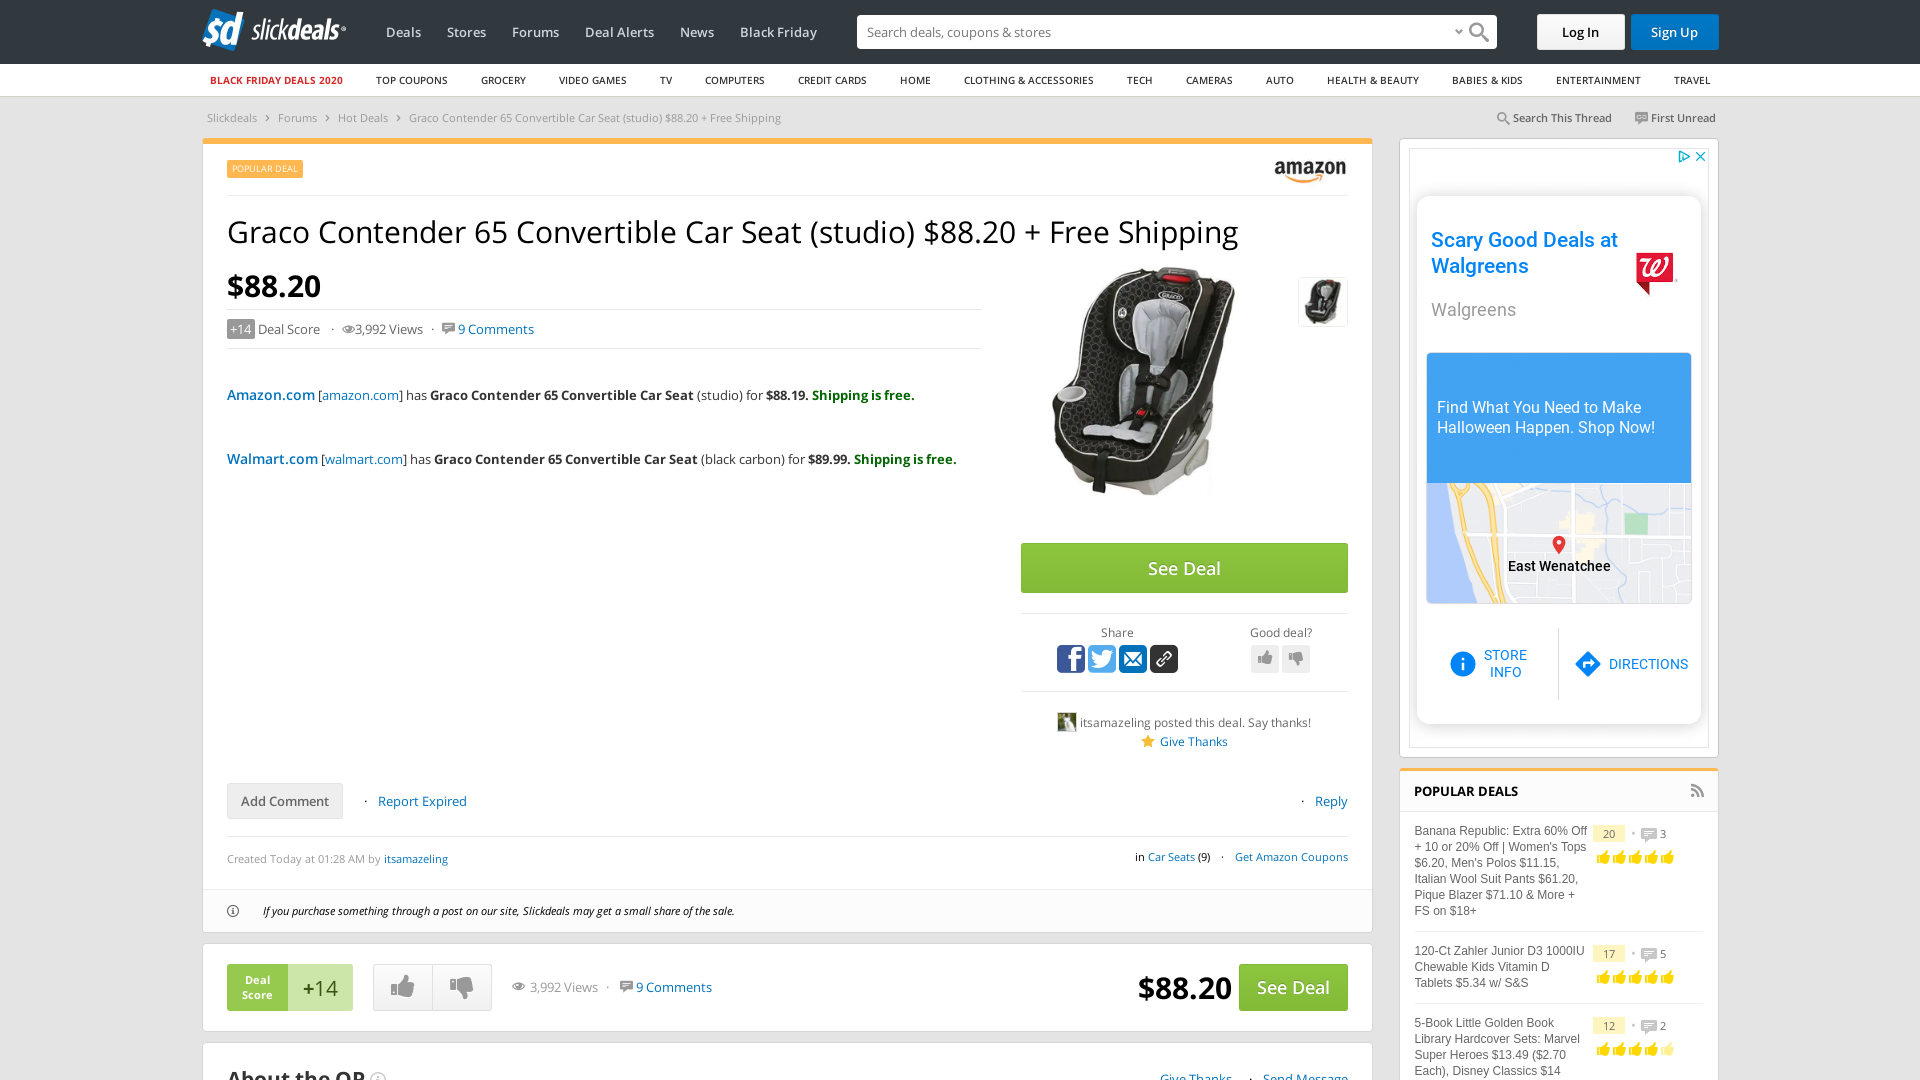 slickdeals
Deals
Stores
Forums
Deal Alerts
News
Black Friday
Search deals, coupons & stores
Log In
Sign Up
BLACK FRIDAY DEALS 2020
TOP COUPONS
GROCERY
VIDEO GAMES
TV
COMPUTERS
CREDIT CARDS
HOME
CLOTHING & ACCESSORIES
TECH
CAMERAS
AUTO
HEALTH & BEAUTY
BABIES & KIDS
ENTERTAINMENT
TRAVEL
Slickdeals › Forums › Hot Deals › Graco Contender 65 Convertible Car Seat (studio) $88.20 + Free Shipping
Search This Thread
First Unread
POPULAR DEAL
amazon
Graco Contender 65 Convertible Car Seat (studio) $88.20 + Free Shipping
$88.20
+14 Deal Score · 3,992 Views · 9 Comments
Amazon.com [amazon.com] has Graco Contender 65 Convertible Car Seat (studio) for $88.19. Shipping is free.
Walmart.com [walmart.com] has Graco Contender 65 Convertible Car Seat (black carbon) for $89.99. Shipping is free.
GRACO
See Deal
Share
Good deal?
itsamazeling posted this deal. Say thanks!
Give Thanks
Add Comment · Report Expired
· Reply
Created Today at 01:28 AM by itsamazeling
in Car Seats (9) · Get Amazon Coupons
If you purchase something through a post on our site, Slickdeals may get a small share of the sale.
Deal
Score
+14
3,992 Views · 9 Comments
$88.20
See Deal
About the OP
Give Thanks · Send Message
Scary Good Deals at
Walgreens
Walgreens
Find What You Need to Make
Halloween Happen. Shop Now!
East Wenatchee
STORE
INFO
DIRECTIONS
POPULAR DEALS
Banana Republic: Extra 60% Off
+ 10 or 20% Off | Women's Tops
$6.20, Men's Polos $11.15,
Italian Wool Suit Pants $61.20,
Pique Blazer $71.10 & More +
FS on $18+
20 • 3
120-Ct Zahler Junior D3 1000IU
Chewable Kids Vitamin D
Tablets $5.34 w/ S&S
17 • 5
5-Book Little Golden Book
Library Hardcover Sets: Marvel
Super Heroes $13.49 ($2.70
Each), Disney Classics $14
12 • 2